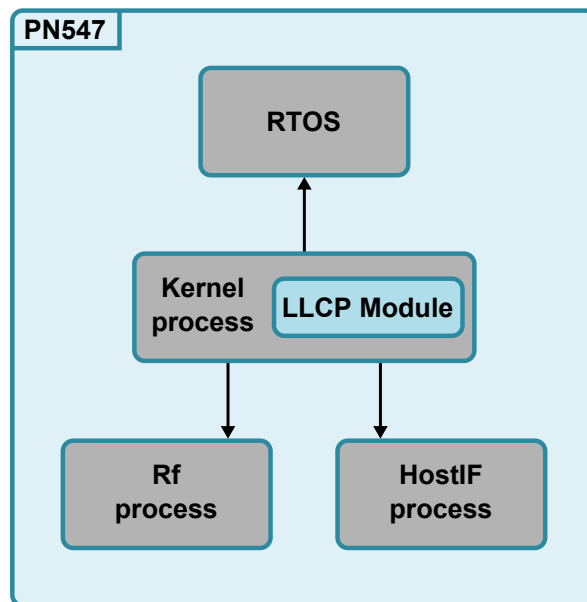 PN547
RTOS
Kernel
process
LLCP Module
Rf
process
HostIF
process